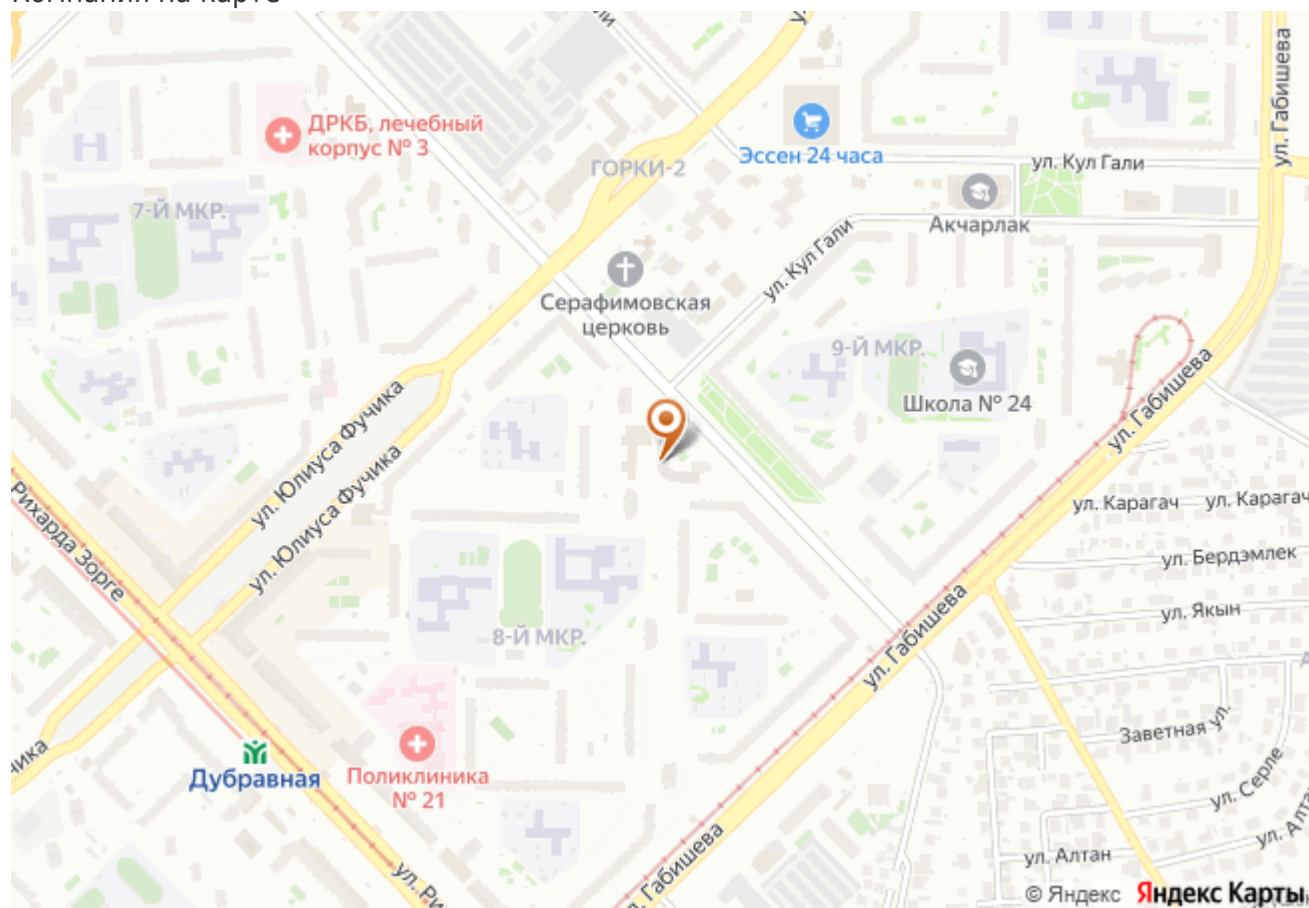 Компания на карте
ул. Габишева
ДРКБ, лечебный
корпус № 3
Эссен 24 часа
ул. Кул Гали
ГОРКИ-2
7-Й МКР.
Акчарлак
ул. Кул Гали
Серафимовская
церковь
9-Й МКР.
Школа № 24
ул. Габишева
ул. Юлиуса Фучика
ул. Юлиуса Фучика
Рихарда Зорге
ул. Карагач
ул. Карагач
ул. Бердэмлек
ул. Якын
ул. Габишева
8-Й МКР.
Заветная ул.
Дубравная
Поликлиника
№ 21
ул. Серле
ул. Алтан
ул. Габишева
© Яндекс Яндекс Карты